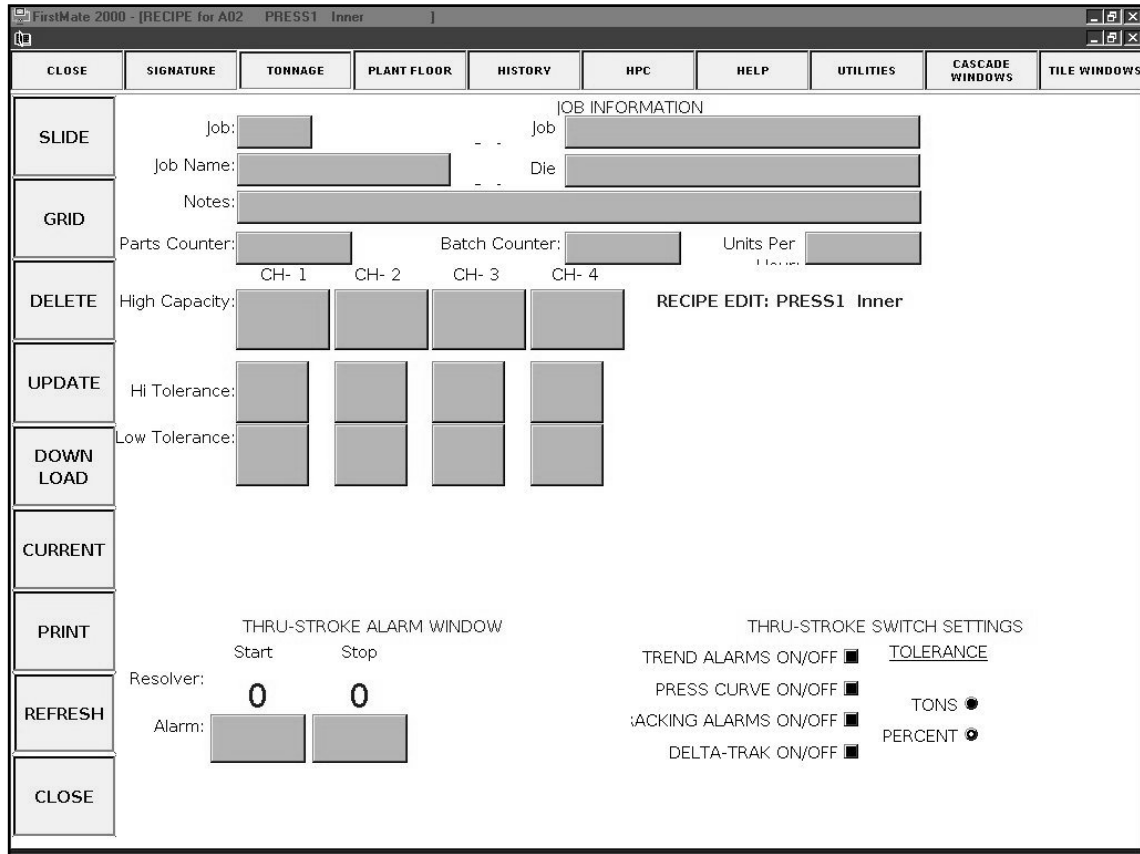 FirstMate 2000 - [RECIPE for A02 PRESS1 Inner ]
CLOSE SIGNATURE TONNAGE PLANT FLOOR HISTORY HPC HELP UTILITIES CASCADE WINDOWS TILE WINDOWS
SLIDE
GRID
DELETE
UPDATE
DOWN
LOAD
CURRENT
PRINT
REFRESH
CLOSE
JOB INFORMATION
Job: Job
Job Name: Die
Notes:
Parts Counter: Batch Counter: Units Per
CH- 1 CH- 2 CH- 3 CH- 4
High Capacity: RECIPE EDIT: PRESS1 Inner
Hi Tolerance:
Low Tolerance:
THRU-STROKE ALARM WINDOW
Start Stop
Resolver: 0 0
Alarm:
THRU-STROKE SWITCH SETTINGS
TREND ALARMS ON/OFF
PRESS CURVE ON/OFF
RACKING ALARMS ON/OFF
DELTA-TRAK ON/OFF
TOLERANCE
TONS
PERCENT